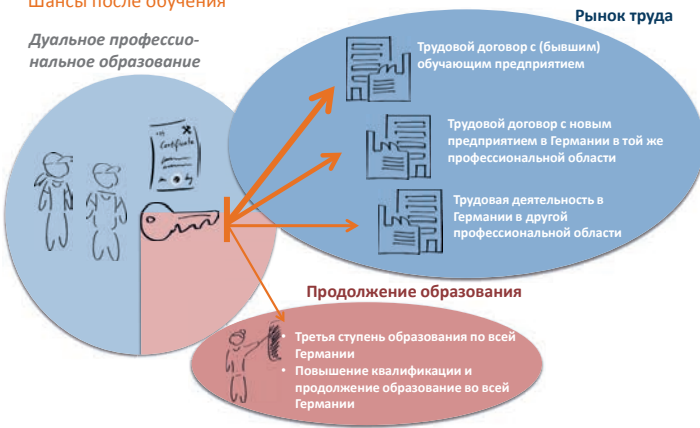 Шансы после обучения
Дуальное профессио-
нальное образование
Certificate
Рынок труда
Трудовой договор с (бывшим)
обучающим предприятием
Трудовой договор с новым
предприятием в Германии в той же
профессиональной области
Трудовая деятельность в
Германии в другой
профессиональной области
Продолжение образования
• Третья ступень образования по всей
Германии
• Повышение квалификации и
продолжение образование во всей
Германии